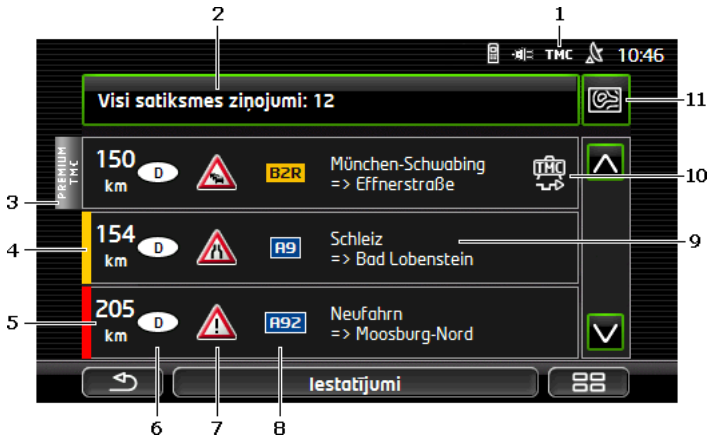 2
1
TMC
10:46
Visi satiksmes ziņojumi: 12
11
PREMIUM
TMC
3
150
km
D
B2R
München-Schwabing
=> Effnerstraße
TMC
10
4
154
km
D
A9
Schleiz
=> Bad Lobenstein
9
5
205
km
D
A92
Neufahrn
=> Moosburg-Nord
Iestatījumi
6
7
8